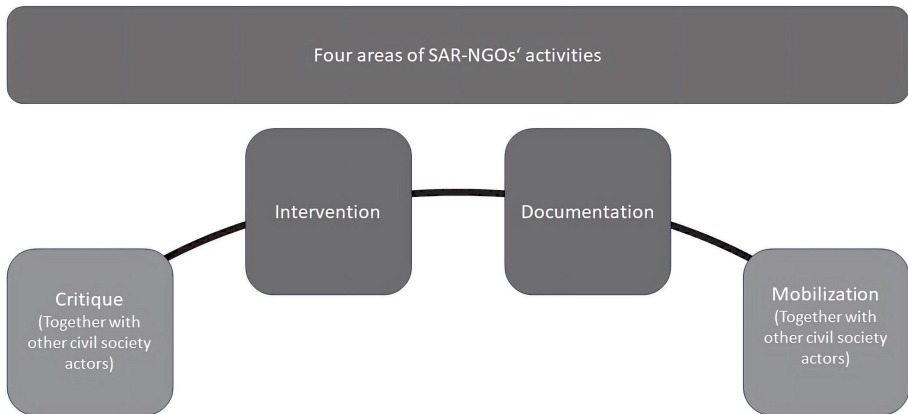 Four areas of SAR-NGOs‘ activities
Intervention
Documentation
Critique
(Together with
other civil society
actors)
Mobilization
(Together with
other civil society
actors)